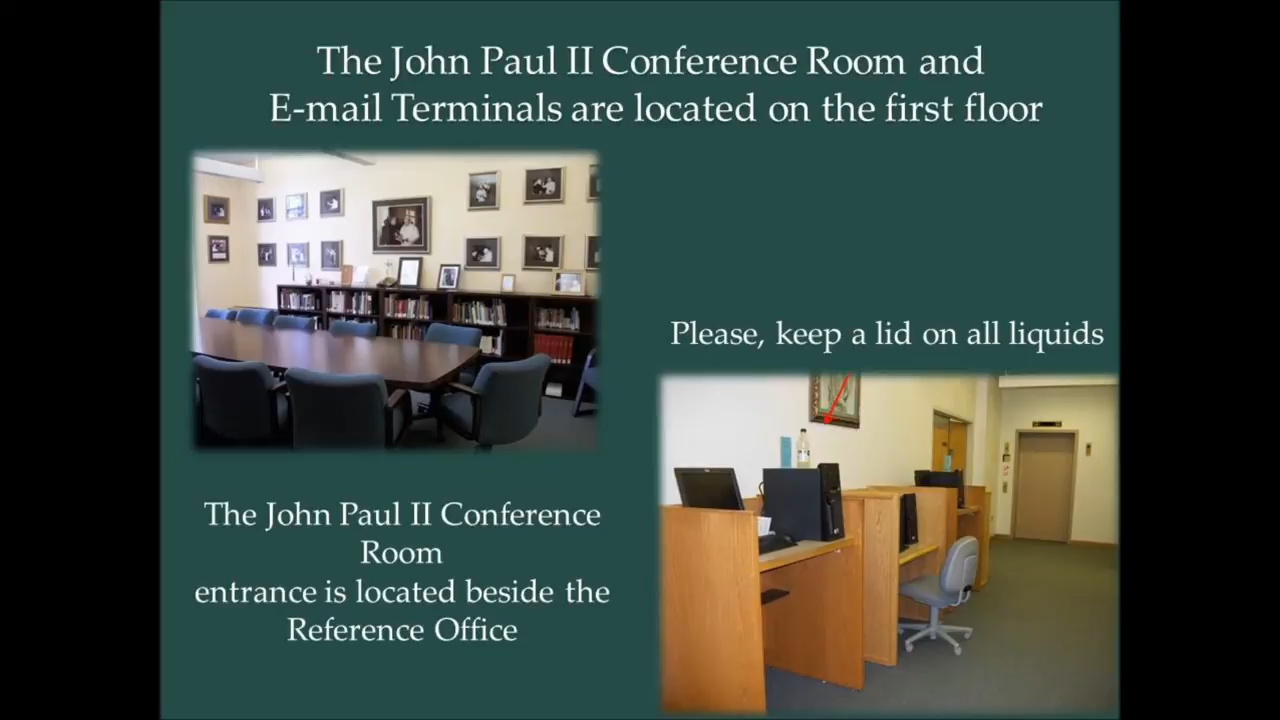 The John Paul II Conference Room and
E-mail Terminals are located on the first floor
Please, keep a lid on all liquids
The John Paul II Conference
Room
entrance is located beside the
Reference Office